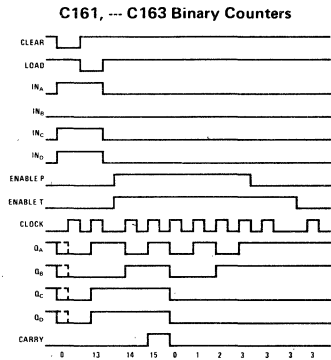 C161, --- C163 Binary Counters
CLEAR
LOAD
INA
INB
INC
IND
ENABLE P
ENABLE T
CLOCK
QA
QB
QC
QD
CARRY
0 13 14 15 0 1 2 3 3 3 3